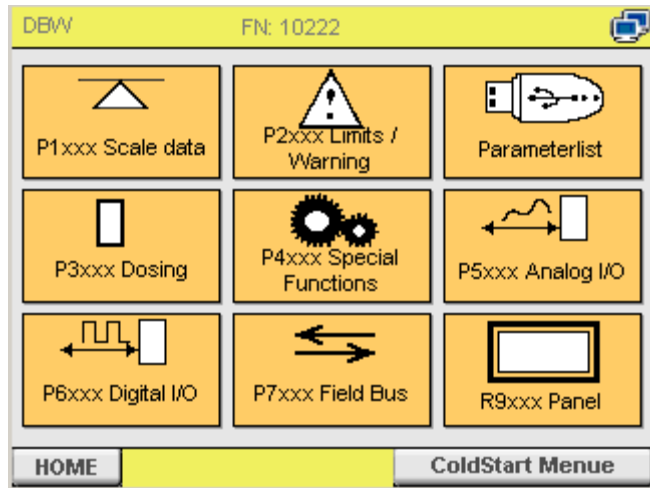 DBW
FN: 10222
P1xxx Scale data
P2xxx Limits /
Warning
Parameterlist
P3xxx Dosing
P4xxx Special
Functions
P5xxx Analog I/O
P6xxx Digital I/O
P7xxx Field Bus
R9xxx Panel
HOME
ColdStart Menue